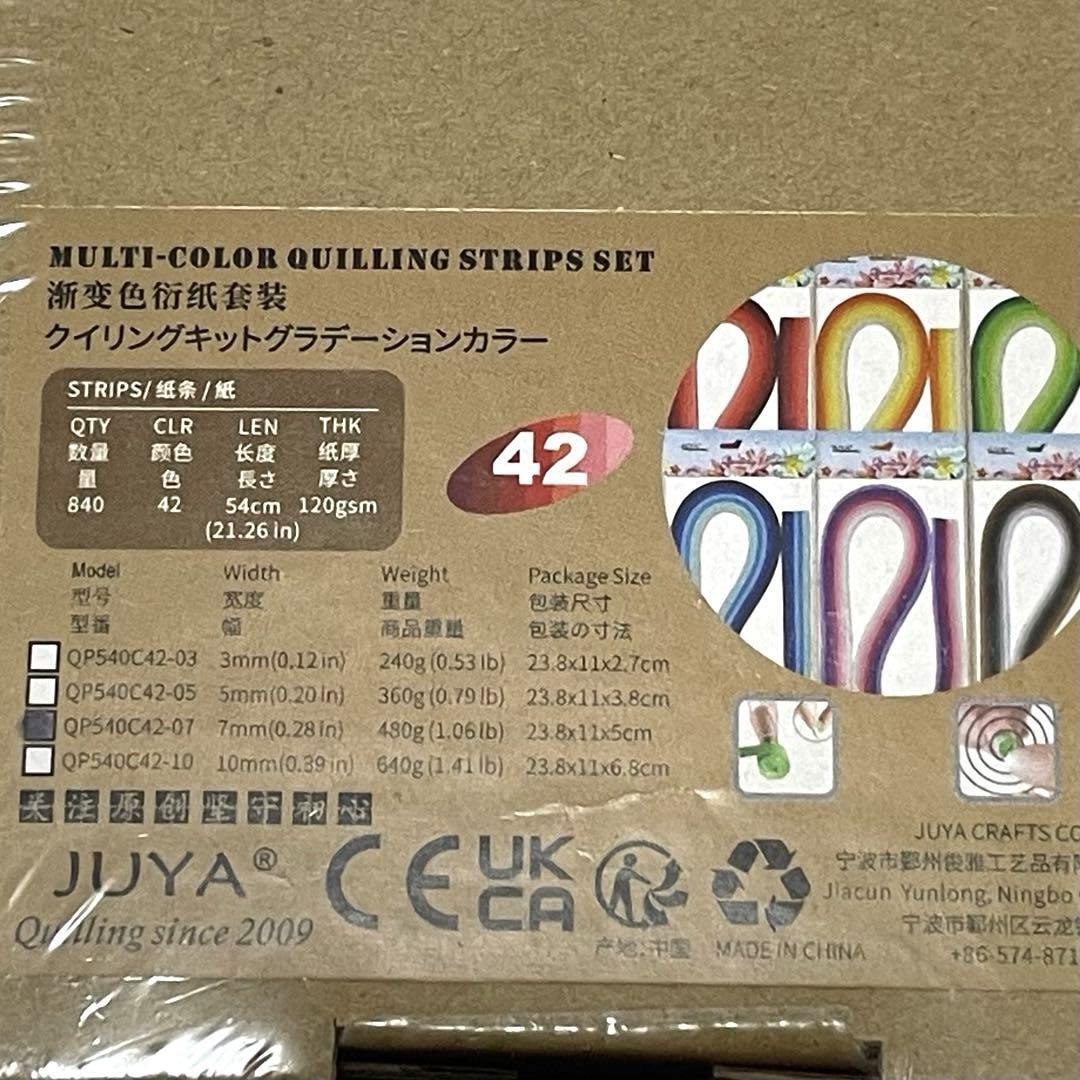 MULTI-COLOR QUILLING STRIPS SET
渐变色衍纸套装
クイリングキットグラデーションカラー
STRIPS/纸条/紙
QTY CLR LEN THK
数量 颜色 长度 纸厚
量 色 長さ 厚さ
840 42 54cm 120gsm
(21.26 in)
42
Model Width Weight Package Size
型号 宽度 重量 包装尺寸
型番 幅 商品重量 包装の寸法
QP540C42-03 3mm(0.12 in) 240g (0.53 lb) 23.8x11x2.7cm
QP540C42-05 5mm(0.20 in) 360g (0.79 lb) 23.8x11x3.8cm
QP540C42-07 7mm(0.28 in) 480g (1.06 lb) 23.8x11x5cm
QP540C42-10 10mm(0.39 in) 640g (1.41 lb) 23.8x11x6.8cm
关注原创坚守初心
JUYA®
Quilling since 2009
CE
UK
CA
产地:中国
MADE IN CHINA
JUYA CRAFTS CO
宁波市鄞州俊雅工艺品有
Jiacun Yunlong, Ningbo
宁波市鄞州区云龙
+86-574-871